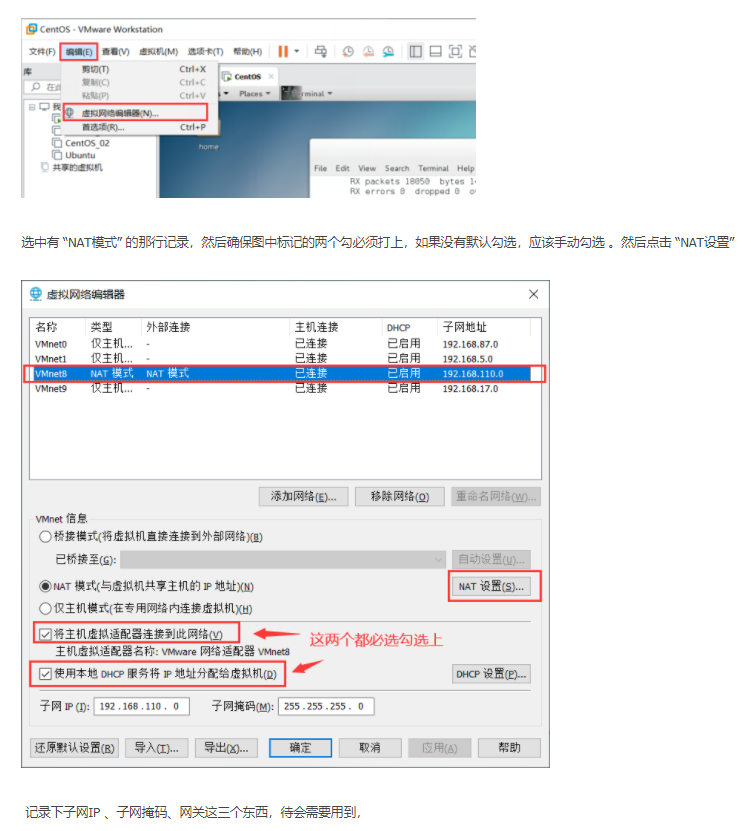 CentOS - VMware Workstation
文件(F) 编辑(E) 查看(V) 虚拟机(M) 选项卡(T) 帮助(H)
库
剪切(T) Ctrl+X
CentOS
复制(C) Ctrl+C
在
粘贴(P) Ctrl+V
Places
rminal
我
虚拟网络编辑器(N)...
首选项(R)... Ctrl+P
CentOS_02
home
Ubuntu
共享的虚拟机
File Edit View Search Terminal Help
RX packets 18050 bytes
RX errors 0 dropped 0
选中有 “NAT模式” 的那行记录，然后确保图中标记的两个勾必须打上，如果没有默认勾选，应该手动勾选 。然后点击 “NAT设置”
虚拟网络编辑器
名称 类型 外部连接 主机连接 DHCP 子网地址
VMnet0 仅主机... - 已连接 已启用 192.168.87.0
VMnet1 仅主机... - 已连接 已启用 192.168.5.0
VMnet8 NAT 模式 NAT 模式 已连接 已启用 192.168.110.0
VMnet9 仅主机... - 已连接 已启用 192.168.17.0
添加网络(E)... 移除网络(O) 重命名网络(W)...
VMnet 信息
桥接模式(将虚拟机直接连接到外部网络)(B)
已桥接至(G): 自动设置(U)...
NAT 模式(与虚拟机共享主机的 IP 地址)(N) NAT 设置(S)...
仅主机模式(在专用网络内连接虚拟机)(H)
将主机虚拟适配器连接到此网络(V) 这两个都必选勾选上
主机虚拟适配器名称: VMware 网络适配器 VMnet8
使用本地 DHCP 服务将 IP 地址分配给虚拟机(D) DHCP 设置(P)...
子网 IP (I): 192 .168 .110 . 0 子网掩码(M): 255 .255 .255 . 0
还原默认设置(R) 导入(T)... 导出(X)... 确定 取消 应用(A) 帮助
记录下子网IP 、子网掩码、网关这三个东西，待会需要用到，